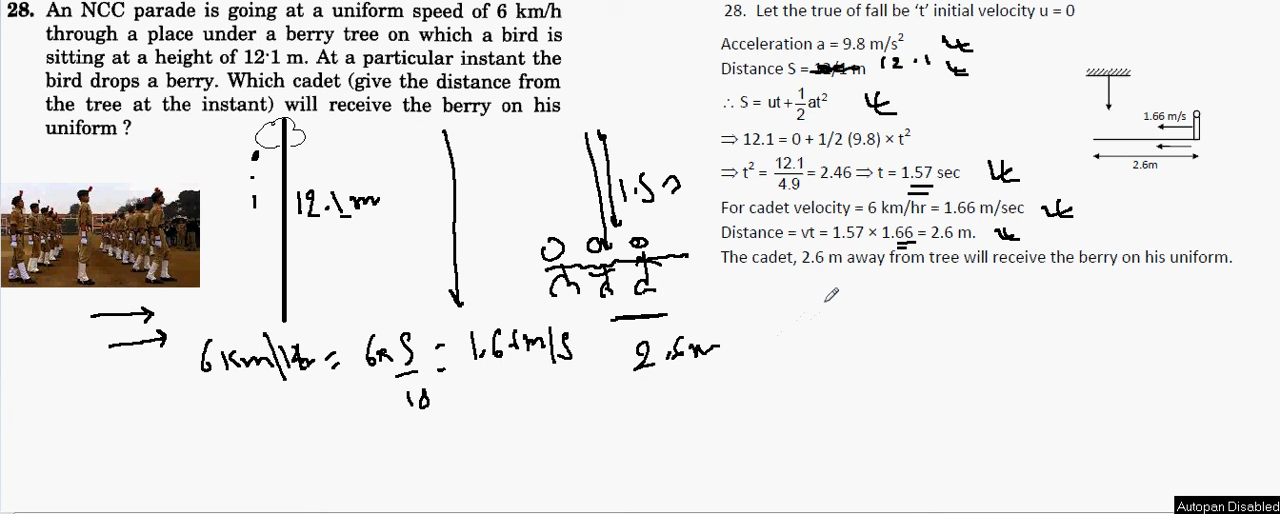 28. An NCC parade is going at a uniform speed of 6 km/h
through a place under a berry tree on which a bird is
sitting at a height of 12·1 m. At a particular instant the
bird drops a berry. Which cadet (give the distance from
the tree at the instant) will receive the berry on his
uniform ?
12.1m
1.5
6 km/hr = 6x5/18 = 1.6 m/s
2.6m
28. Let the true of fall be ‘t’ initial velocity u = 0
Acceleration a = 9.8 m/s²
Distance S = 12.1
∴ S = ut + 1/2 at²
⇒ 12.1 = 0 + 1/2 (9.8) × t²
⇒ t² = 12.1/4.9 = 2.46 ⇒ t = 1.57 sec
For cadet velocity = 6 km/hr = 1.66 m/sec
Distance = vt = 1.57 × 1.66 = 2.6 m.
The cadet, 2.6 m away from tree will receive the berry on his uniform.
1.66 m/s
2.6m
Autopan Disabled